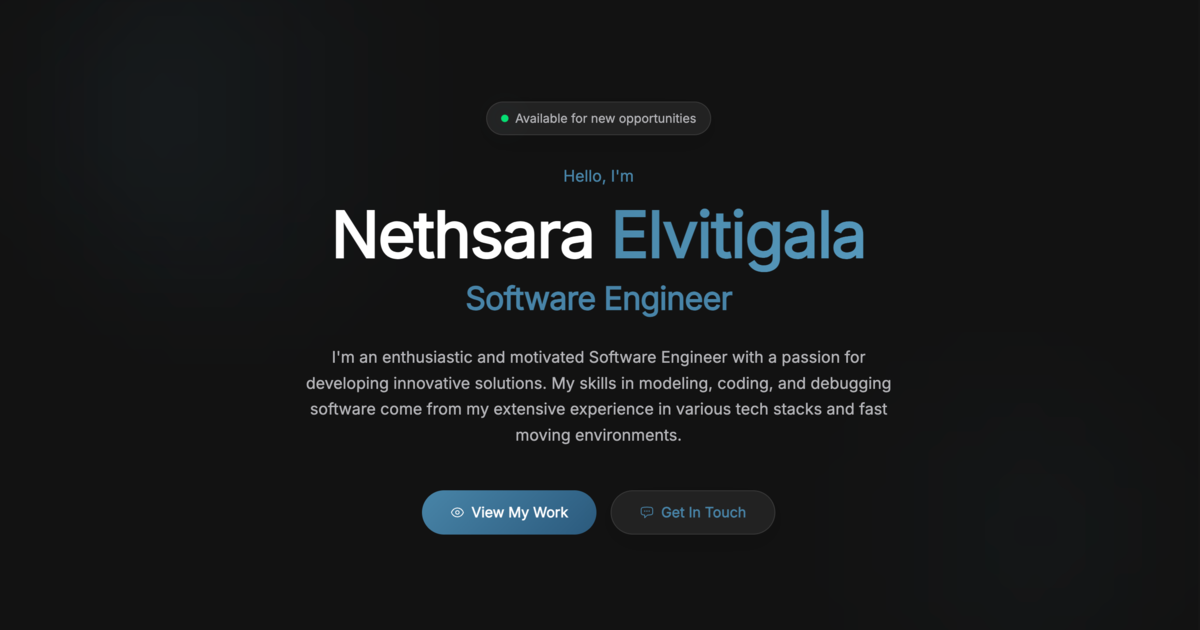 Available for new opportunities
Hello, I'm
Nethsara Elvitigala
Software Engineer
I'm an enthusiastic and motivated Software Engineer with a passion for
developing innovative solutions. My skills in modeling, coding, and debugging
software come from my extensive experience in various tech stacks and fast
moving environments.
View My Work
Get In Touch